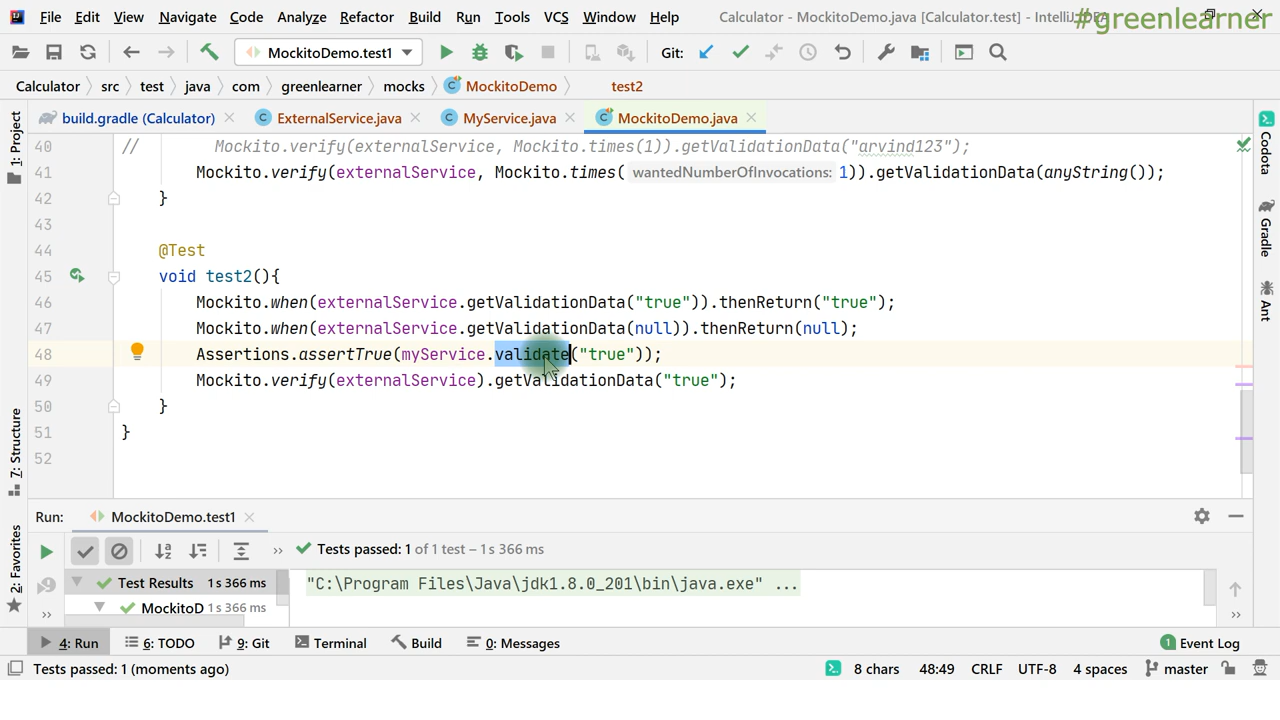 File Edit View Navigate Code Analyze Refactor Build Run Tools VCS Window Help Calculator - MockitoDemo.java [Calculator.test] - IntelliJ IDEA
#greenlearner
MockitoDemo.test1 Git:
Calculator src test java com greenlearner mocks MockitoDemo test2
build.gradle (Calculator) ExternalService.java MyService.java MockitoDemo.java
40 // Mockito.verify(externalService, Mockito.times(1)).getValidationData("arvind123");
41 Mockito.verify(externalService, Mockito.times( wantedNumberOfInvocations: 1)).getValidationData(anyString());
42 }
43
44 @Test
45 void test2(){
46 Mockito.when(externalService.getValidationData("true")).thenReturn("true");
47 Mockito.when(externalService.getValidationData(null)).thenReturn(null);
48 Assertions.assertTrue(myService.validate("true"));
49 Mockito.verify(externalService).getValidationData("true");
50 }
51 }
52
1: Project
7: Structure
2: Favorites
Codota
Gradle
Ant
Run: MockitoDemo.test1
Tests passed: 1 of 1 test – 1 s 366 ms
Test Results 1 s 366 ms
MockitoD 1 s 366 ms
"C:\Program Files\Java\jdk1.8.0_201\bin\java.exe" ...
4: Run 6: TODO 9: Git Terminal Build 0: Messages 1 Event Log
Tests passed: 1 (moments ago) 8 chars 48:49 CRLF UTF-8 4 spaces master